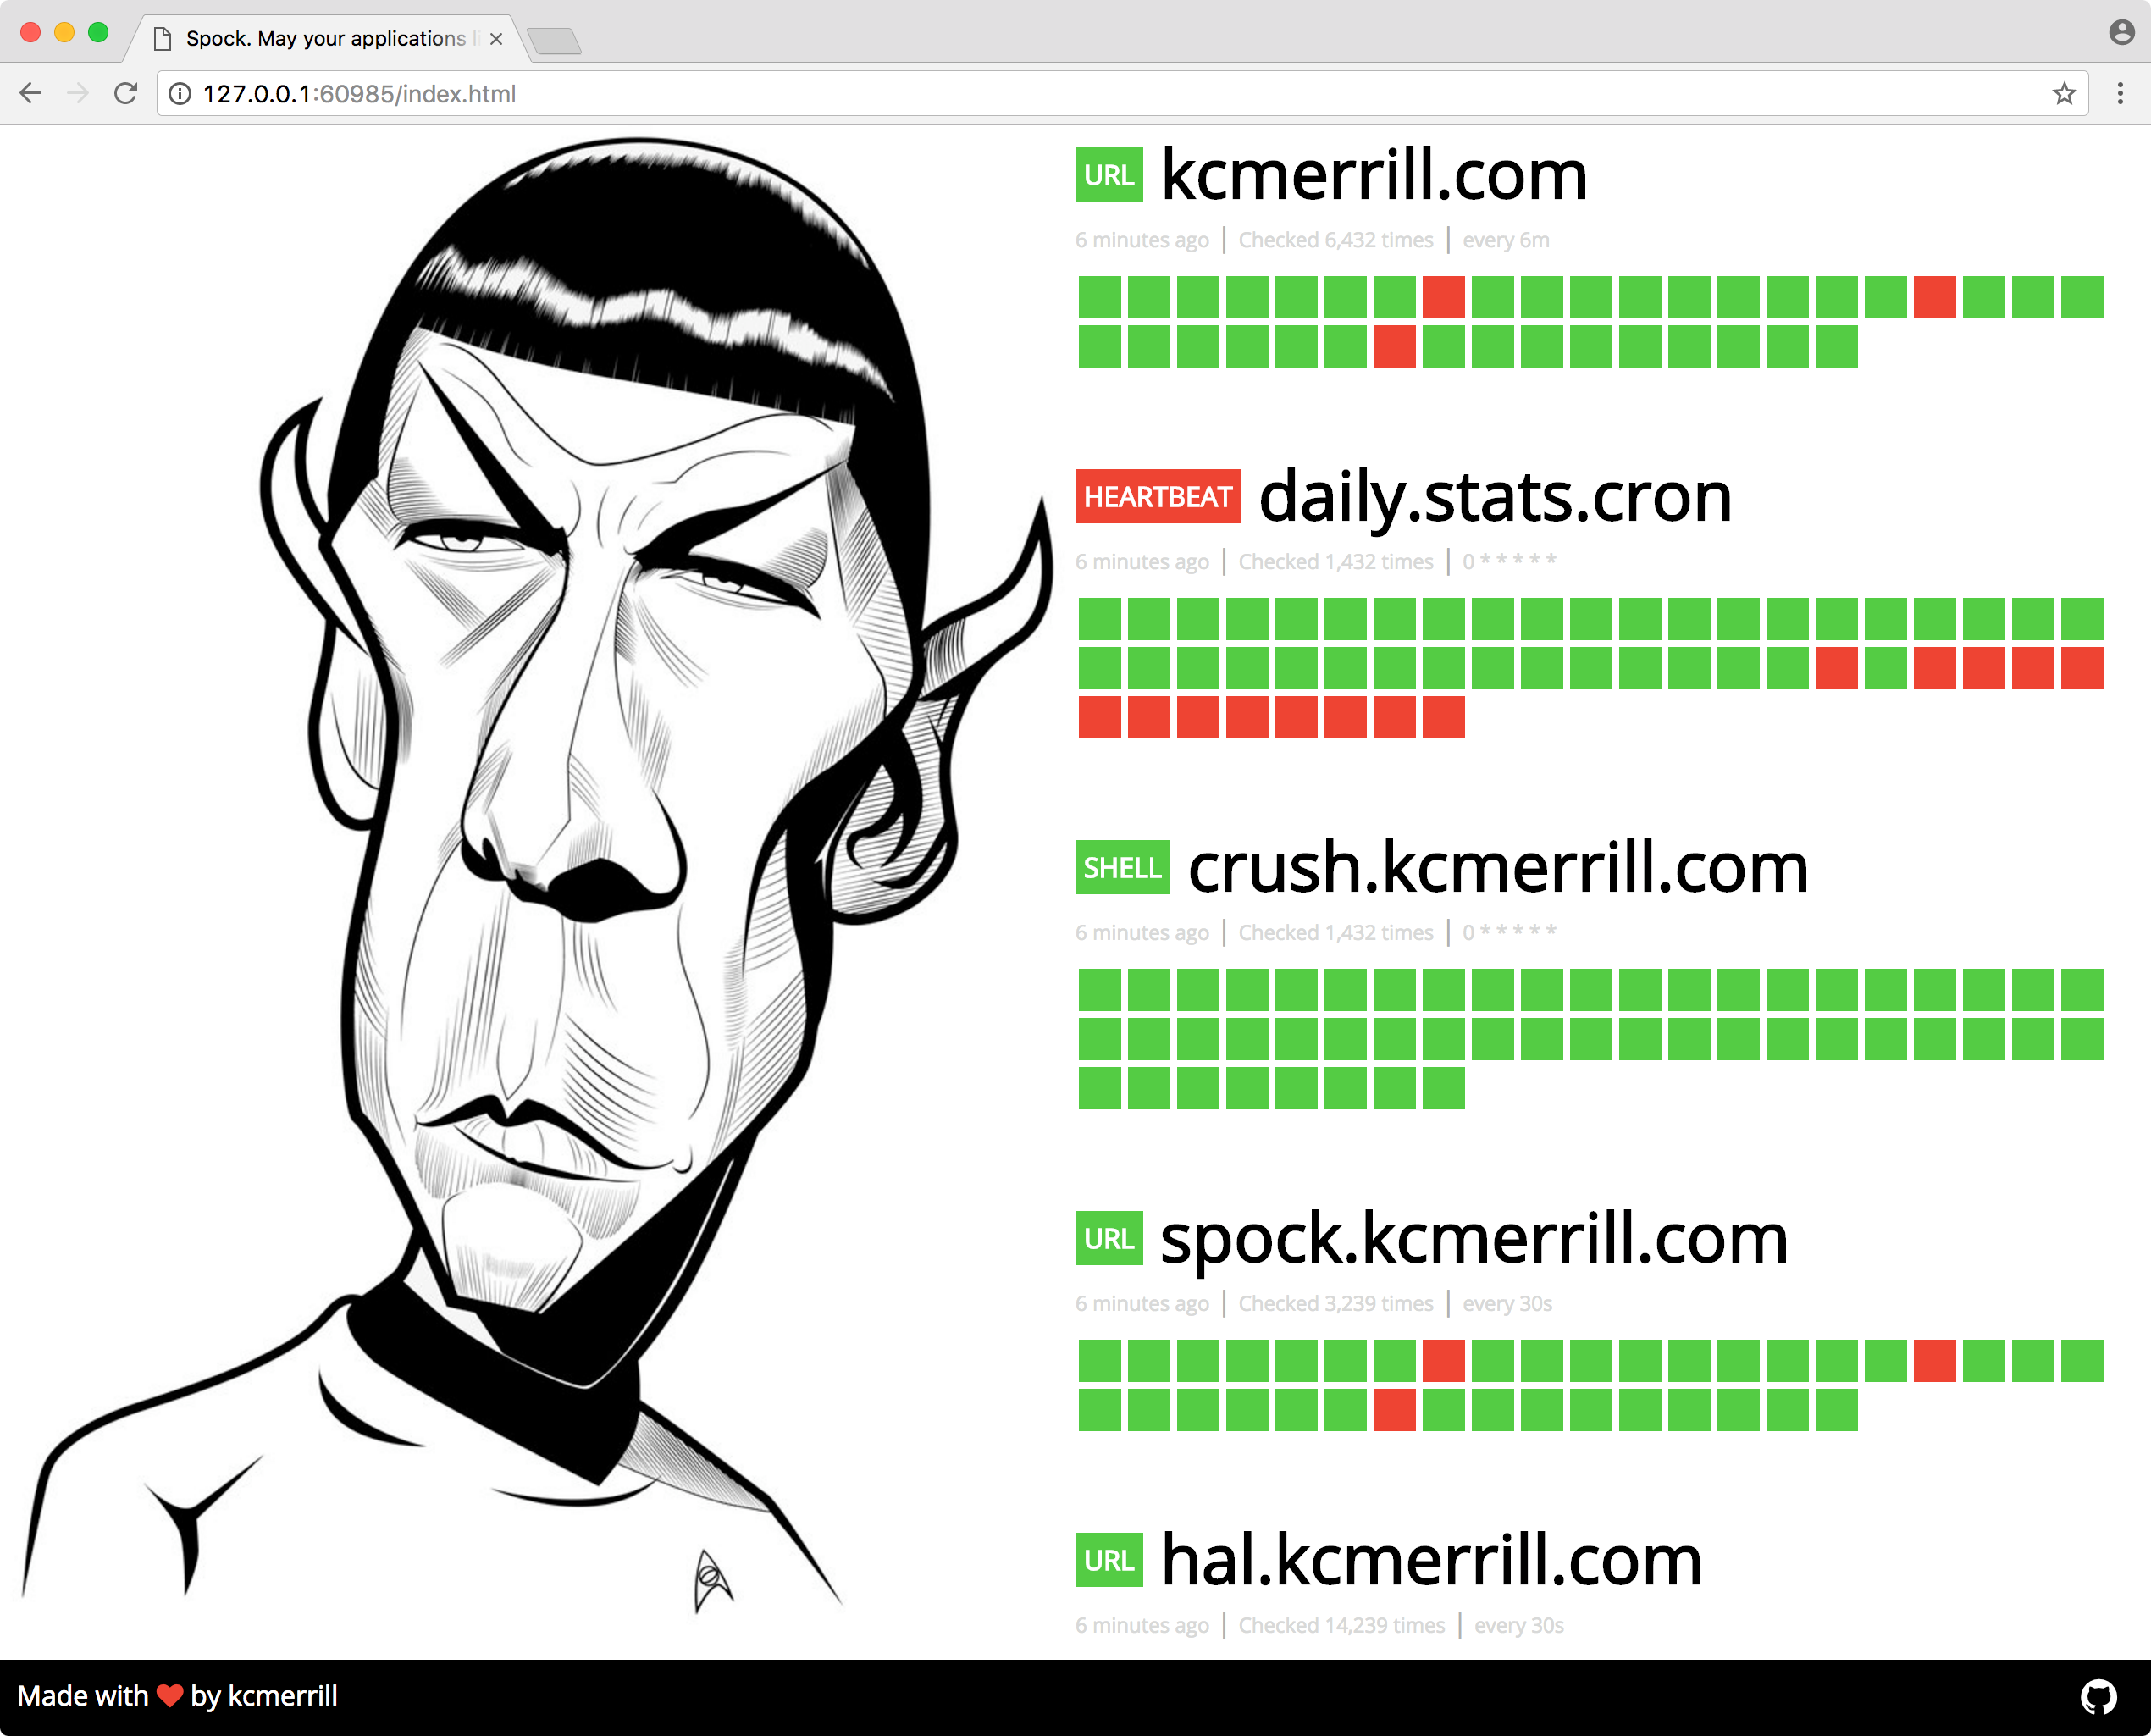 Spock. May your applications
127.0.0.1:60985/index.html
URL kcmerrill.com
6 minutes ago | Checked 6,432 times | every 6m
HEARTBEAT daily.stats.cron
6 minutes ago | Checked 1,432 times | 0 * * * * *
SHELL crush.kcmerrill.com
6 minutes ago | Checked 1,432 times | 0 * * * * *
URL spock.kcmerrill.com
6 minutes ago | Checked 3,239 times | every 30s
URL hal.kcmerrill.com
6 minutes ago | Checked 14,239 times | every 30s
Made with ❤ by kcmerrill